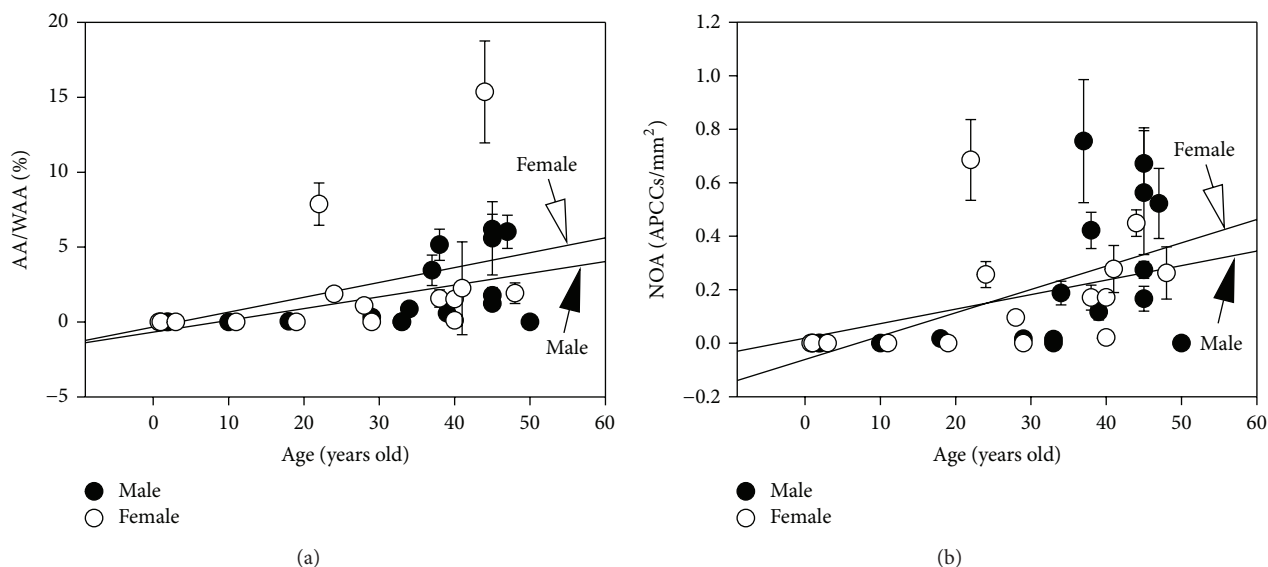 20
15
10
5
0
−5
AA/WAA (%)
Female
Male
0 10 20 30 40 50 60
Age (years old)
Male
Female
(a)
1.2
1.0
0.8
0.6
0.4
0.2
0.0
−0.2
NOA (APCCs/mm²)
Female
Male
0 10 20 30 40 50 60
Age (years old)
Male
Female
(b)